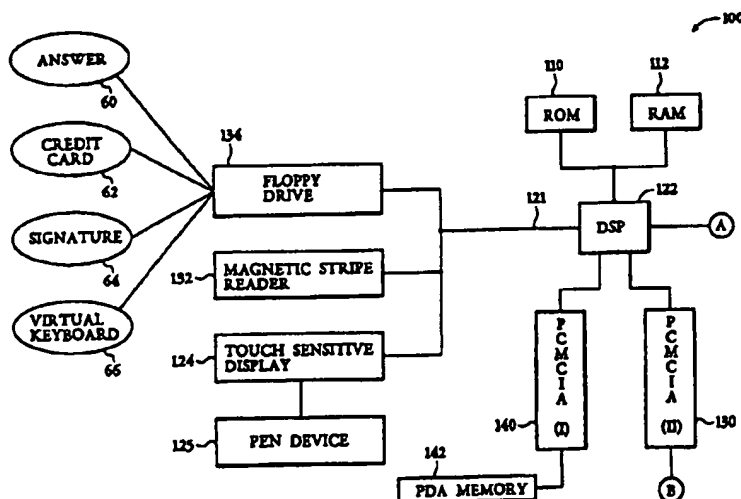 100
ANSWER
60
CREDIT
CARD
62
SIGNATURE
64
VIRTUAL
KEYBOARD
66
134
FLOPPY
DRIVE
132
MAGNETIC STRIPE
READER
124
TOUCH SENSITIVE
DISPLAY
125
PEN DEVICE
110
ROM
112
RAM
121
122
DSP
A
PCMCIA
(I)
140
PCMCIA
(II)
130
142
PDA MEMORY
B